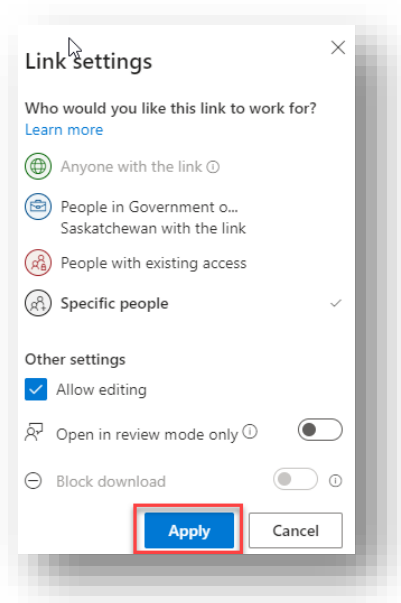 Link settings
Who would you like this link to work for?
Learn more
Anyone with the link
People in Government o...
Saskatchewan with the link
People with existing access
Specific people
Other settings
Allow editing
Open in review mode only
Block download
Apply
Cancel